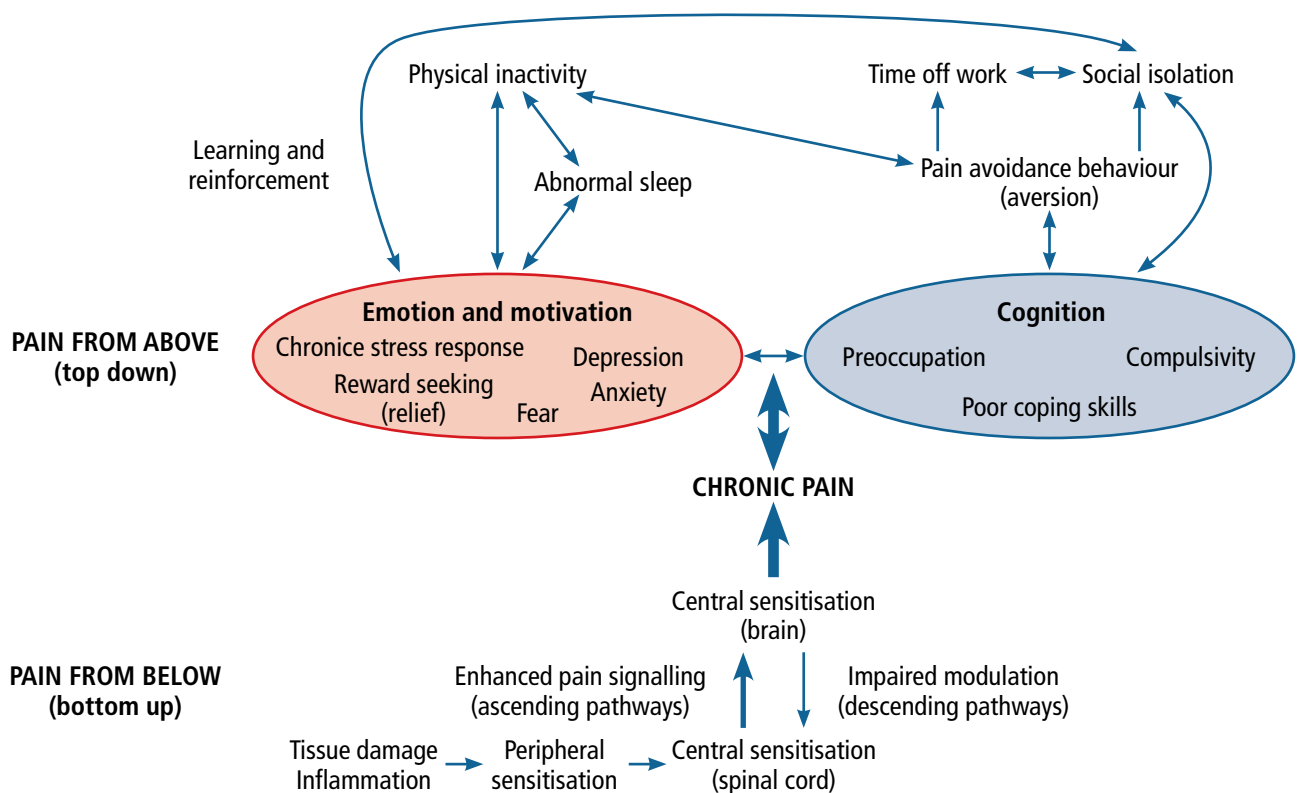 Physical inactivity
Time off work
Social isolation
Learning and
reinforcement
Abnormal sleep
Pain avoidance behaviour
(aversion)
PAIN FROM ABOVE
(top down)
Emotion and motivation
Chronice stress response
Depression
Reward seeking
(relief)
Anxiety
Fear
Cognition
Preoccupation
Compulsivity
Poor coping skills
CHRONIC PAIN
Central sensitisation
(brain)
PAIN FROM BELOW
(bottom up)
Enhanced pain signalling
(ascending pathways)
Impaired modulation
(descending pathways)
Tissue damage
Inflammation
Peripheral
sensitisation
Central sensitisation
(spinal cord)